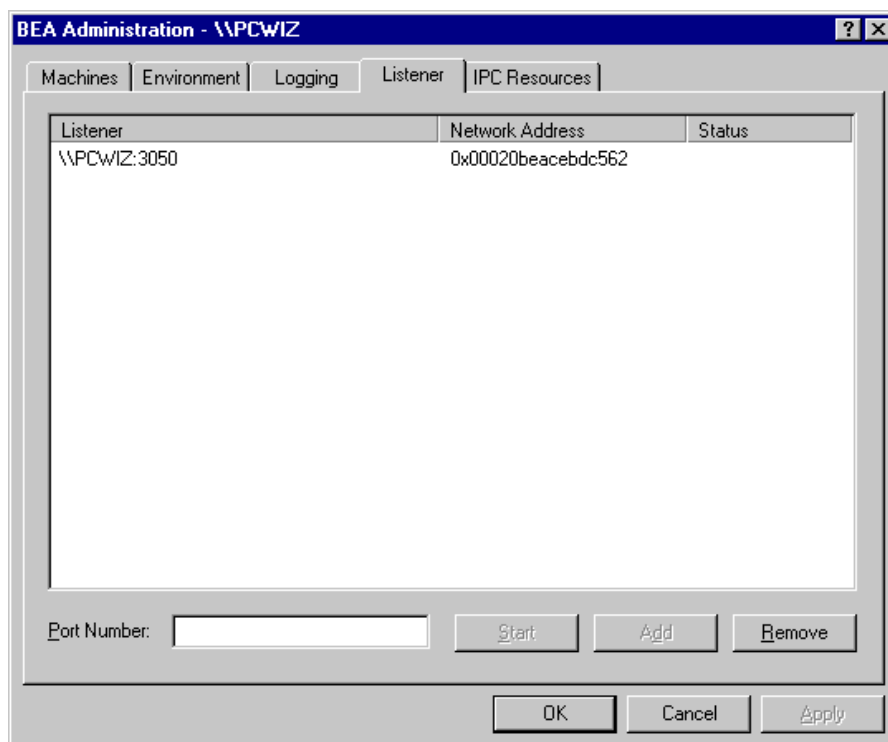 BEA Administration - \\PCWIZ
Machines Environment Logging Listener IPC Resources
Listener Network Address Status
\\PCWIZ:3050 0x00020beacebdc562
Port Number: Start Add Remove
OK Cancel Apply